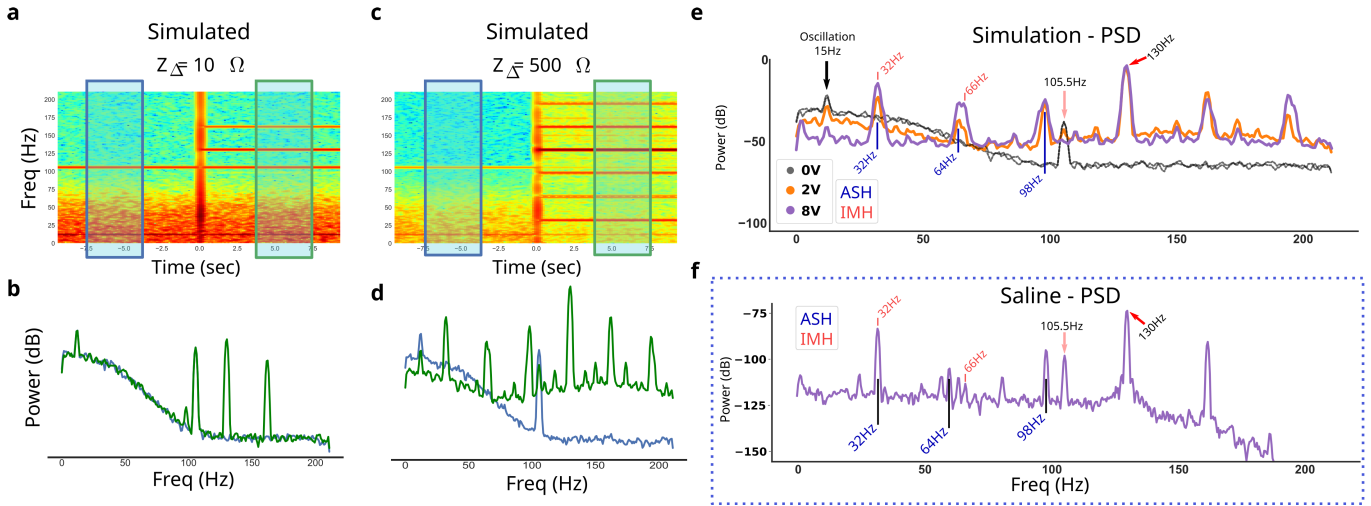 a
Simulated
Z_Δ= 10 Ω
Freq (Hz)
200
175
150
125
100
75
50
25
0
-7.5 -5.0 -2.5 0.0 2.5 5.0 7.5
Time (sec)
b
Power (dB)
0 50 100 150 200
Freq (Hz)
c
Simulated
Z_Δ= 500 Ω
200
175
150
125
100
75
50
25
0
-7.5 -5.0 -2.5 0.0 2.5 5.0 7.5
Time (sec)
d
0 50 100 150 200
Freq (Hz)
e
Simulation - PSD
Oscillation
15Hz
32Hz
66Hz
105.5Hz
130Hz
Power (dB)
0
−50
−100
32Hz
64Hz
98Hz
0V
2V
8V
ASH
IMH
0 50 100 150 200
f
Saline - PSD
ASH
IMH
32Hz
66Hz
105.5Hz
130Hz
Power (dB)
−75
−100
−125
−150
32Hz
64Hz
98Hz
0 50 100 150 200
Freq (Hz)